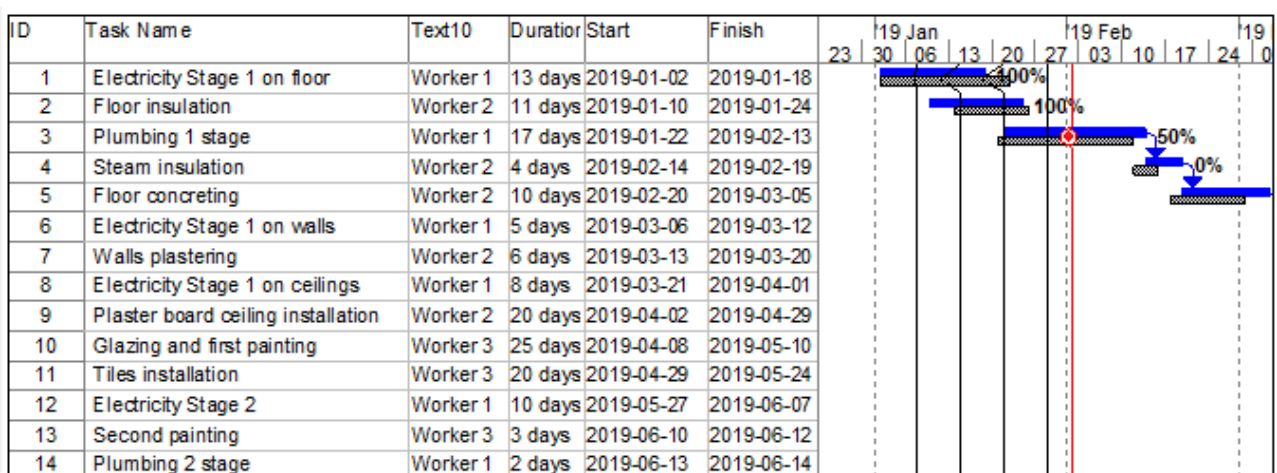 ID Task Name Text10 Duration Start Finish '19 Jan '19 Feb '19
23 30 06 13 20 27 03 10 17 24 0
1 Electricity Stage 1 on floor Worker 1 13 days 2019-01-02 2019-01-18 100%
2 Floor insulation Worker 2 11 days 2019-01-10 2019-01-24 100%
3 Plumbing 1 stage Worker 1 17 days 2019-01-22 2019-02-13 50%
4 Steam insulation Worker 2 4 days 2019-02-14 2019-02-19 0%
5 Floor concreting Worker 2 10 days 2019-02-20 2019-03-05
6 Electricity Stage 1 on walls Worker 1 5 days 2019-03-06 2019-03-12
7 Walls plastering Worker 2 6 days 2019-03-13 2019-03-20
8 Electricity Stage 1 on ceilings Worker 1 8 days 2019-03-21 2019-04-01
9 Plaster board ceiling installation Worker 2 20 days 2019-04-02 2019-04-29
10 Glazing and first painting Worker 3 25 days 2019-04-08 2019-05-10
11 Tiles installation Worker 3 20 days 2019-04-29 2019-05-24
12 Electricity Stage 2 Worker 1 10 days 2019-05-27 2019-06-07
13 Second painting Worker 3 3 days 2019-06-10 2019-06-12
14 Plumbing 2 stage Worker 1 2 days 2019-06-13 2019-06-14